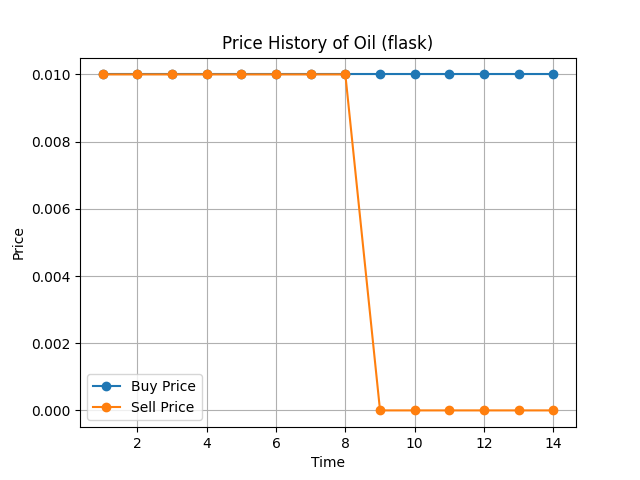 Price History of Oil (flask)
Price
0.010
0.008
0.006
0.004
0.002
0.000
Buy Price
Sell Price
2 4 6 8 10 12 14
Time